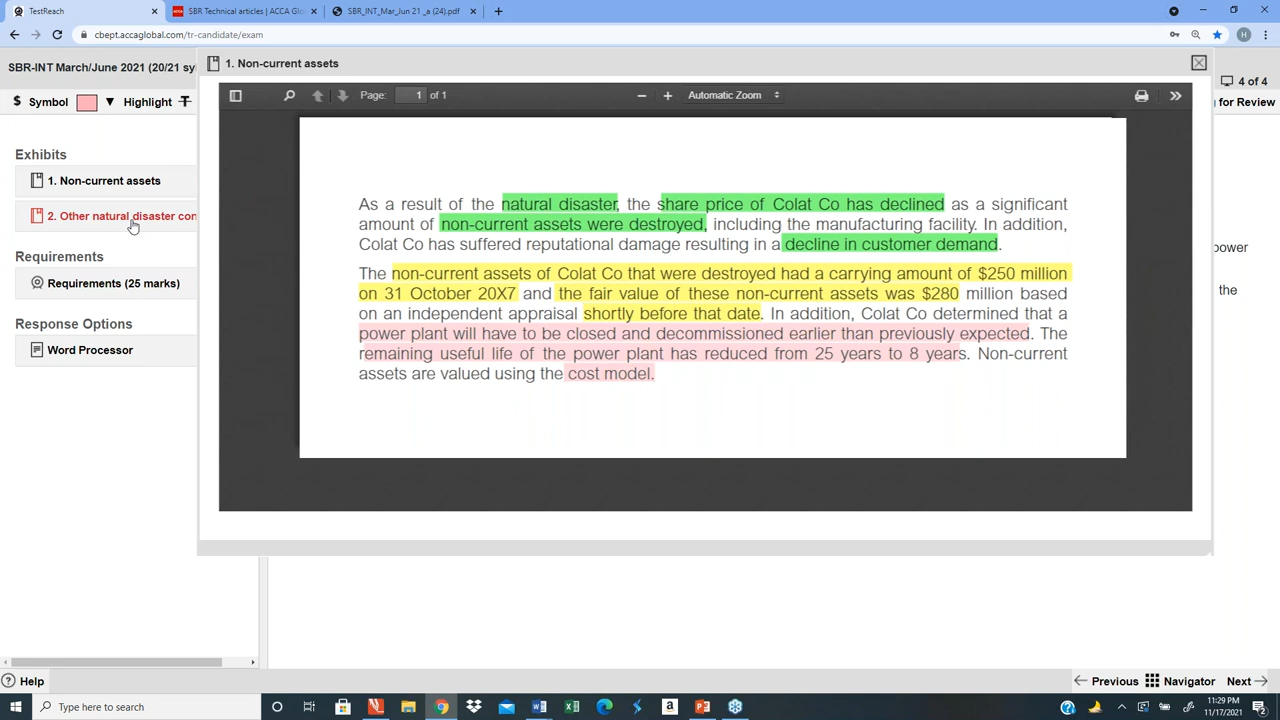 TestReach
SBR Technical articles | ACCA Glo
SBR_INT_Mar_Jun 21 _a (24).pdf
cbept.accaglobal.com/tr-candidate/exam
H
SBR-INT March/June 2021 (20/21 sy
1. Non-current assets
4 of 4
$ Symbol
Highlight
for Review
Page: 1 of 1
Automatic Zoom
Exhibits
1. Non-current assets
2. Other natural disaster con
Requirements
Requirements (25 marks)
Response Options
Word Processor
As a result of the natural disaster, the share price of Colat Co has declined as a significant
amount of non-current assets were destroyed, including the manufacturing facility. In addition,
Colat Co has suffered reputational damage resulting in a decline in customer demand.
The non-current assets of Colat Co that were destroyed had a carrying amount of $250 million
on 31 October 20X7 and the fair value of these non-current assets was $280 million based
on an independent appraisal shortly before that date. In addition, Colat Co determined that a
power plant will have to be closed and decommissioned earlier than previously expected. The
remaining useful life of the power plant has reduced from 25 years to 8 years. Non-current
assets are valued using the cost model.
power
the
Help
Previous
Navigator
Next
Type here to search
11:29 PM
11/17/2021